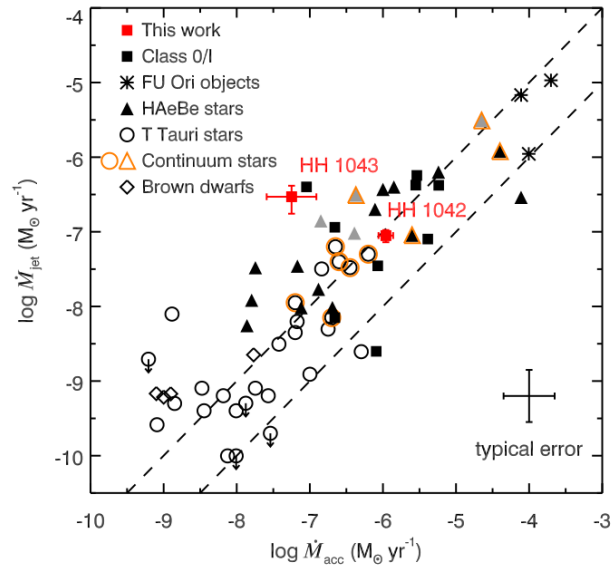 This work
Class 0/I
FU Ori objects
HAeBe stars
T Tauri stars
Continuum stars
Brown dwarfs
HH 1043
HH 1042
typical error
-4
-5
-6
-7
-8
-9
-10
log Ṁjet (M⊙ yr⁻¹)
-10 -9 -8 -7 -6 -5 -4 -3
log Ṁacc (M⊙ yr⁻¹)